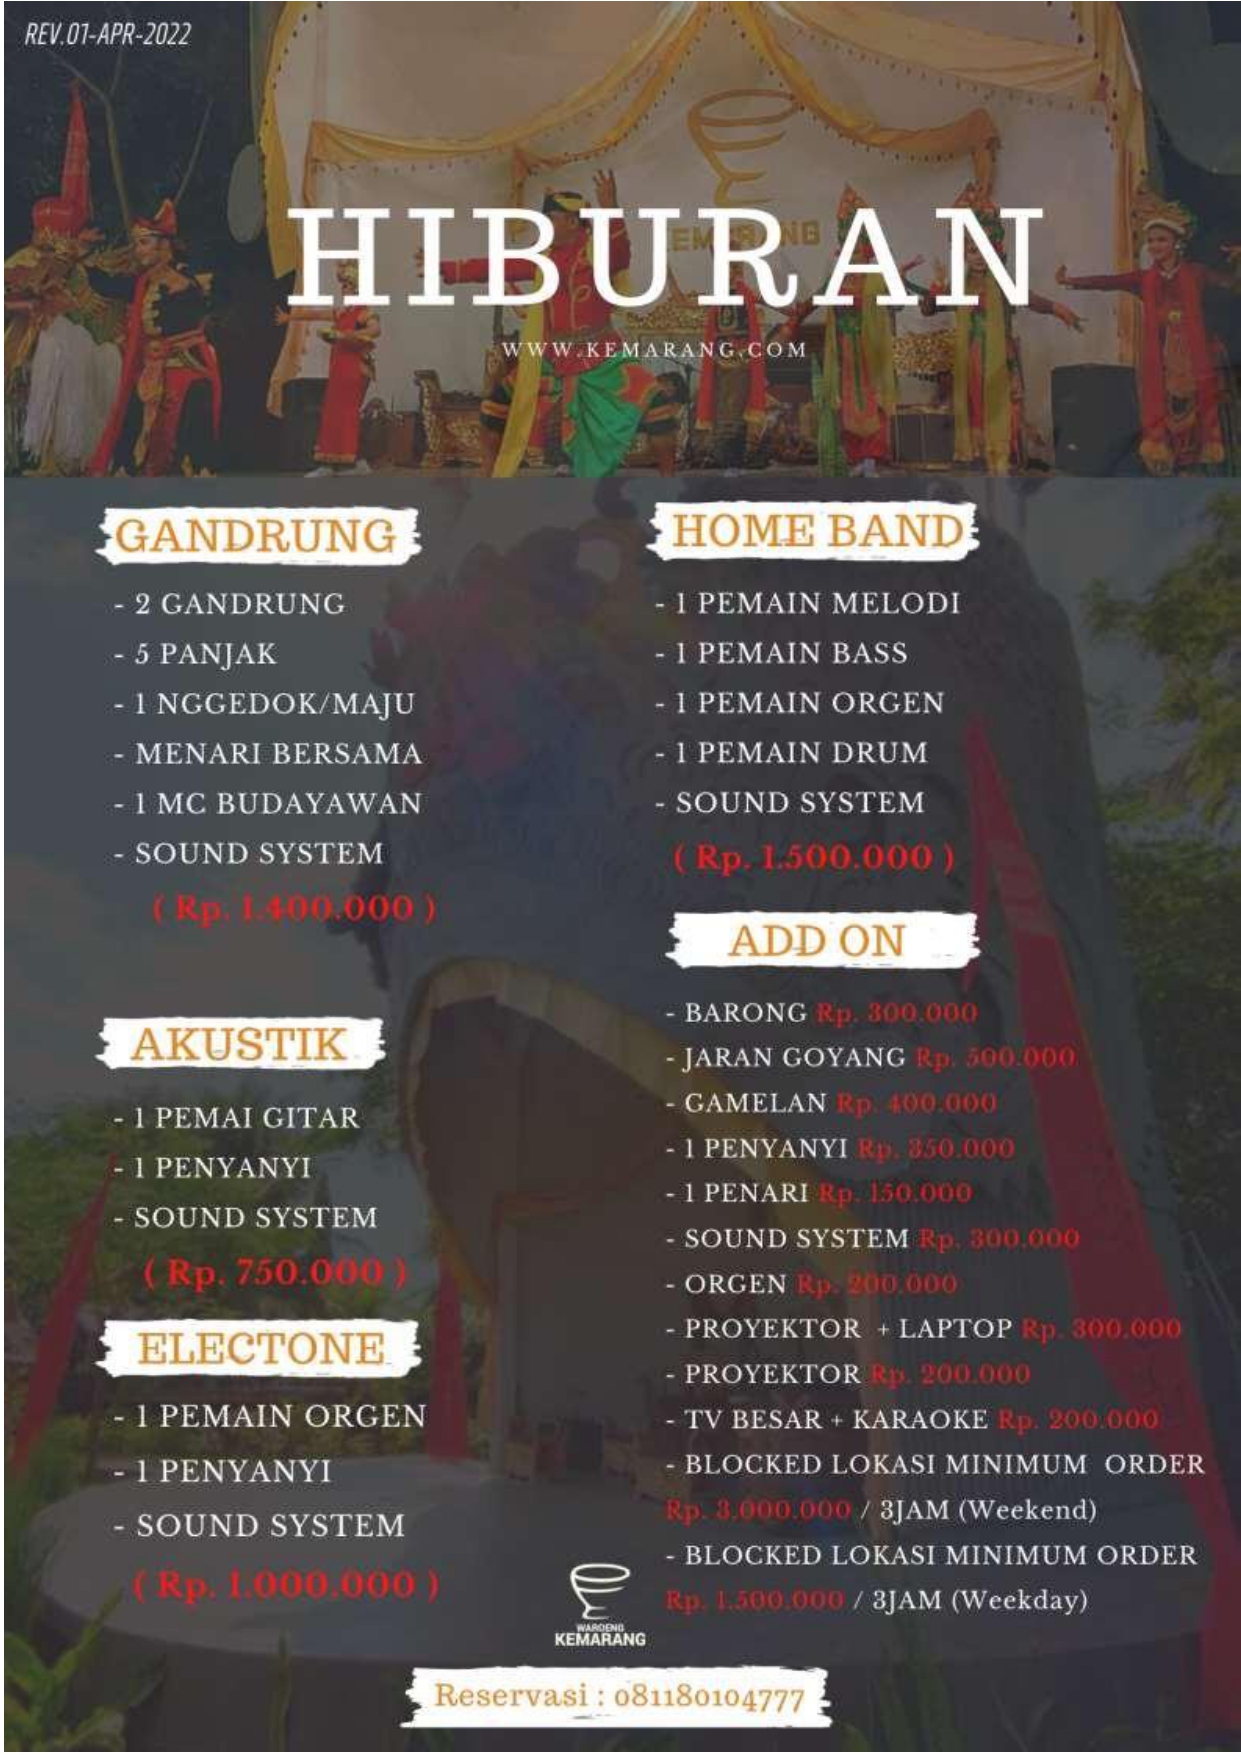 REV.01-APR-2022
HIBURAN
WWW.KEMARANG.COM
GANDRUNG
- 2 GANDRUNG
- 5 PANJAK
- 1 NGGEDOK/MAJU
- MENARI BERSAMA
- 1 MC BUDAYAWAN
- SOUND SYSTEM
( Rp. 1.400.000 )
AKUSTIK
- 1 PEMAI GITAR
- 1 PENYANYI
- SOUND SYSTEM
( Rp. 750.000 )
ELECTONE
- 1 PEMAIN ORGEN
- 1 PENYANYI
- SOUND SYSTEM
( Rp. 1.000.000 )
HOME BAND
- 1 PEMAIN MELODI
- 1 PEMAIN BASS
- 1 PEMAIN ORGEN
- 1 PEMAIN DRUM
- SOUND SYSTEM
( Rp. 1.500.000 )
ADD ON
- BARONG Rp. 300.000
- JARAN GOYANG Rp. 500.000
- GAMELAN Rp. 400.000
- 1 PENYANYI Rp. 350.000
- 1 PENARI Rp. 150.000
- SOUND SYSTEM Rp. 300.000
- ORGEN Rp. 200.000
- PROYEKTOR + LAPTOP Rp. 300.000
- PROYEKTOR Rp. 200.000
- TV BESAR + KARAOKE Rp. 200.000
- BLOCKED LOKASI MINIMUM ORDER
Rp. 3.000.000 / 3JAM (Weekend)
- BLOCKED LOKASI MINIMUM ORDER
Rp. 1.500.000 / 3JAM (Weekday)
WAROENG
KEMARANG
Reservasi : 081180104777